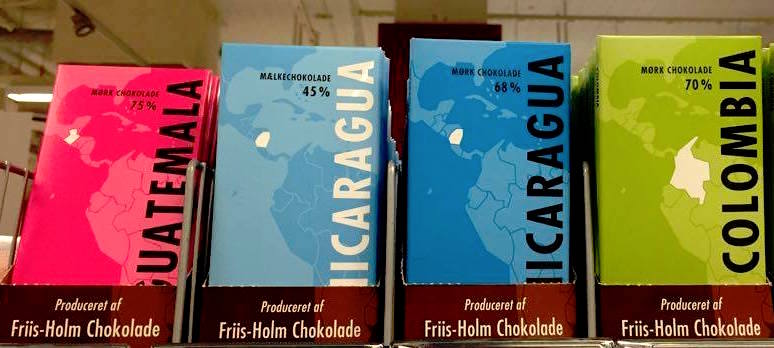 MØRK CHOKOLADE
75%
GUATEMALA
Produceret af
Friis-Holm Chokolade
MÆLKECHOKOLADE
45%
NICARAGUA
Produceret af
Friis-Holm Chokolade
MØRK CHOKOLADE
68%
NICARAGUA
Produceret af
Friis-Holm Chokolade
MØRK CHOKOLADE
70%
COLOMBIA
Produceret af
Friis-Holm Chokolade